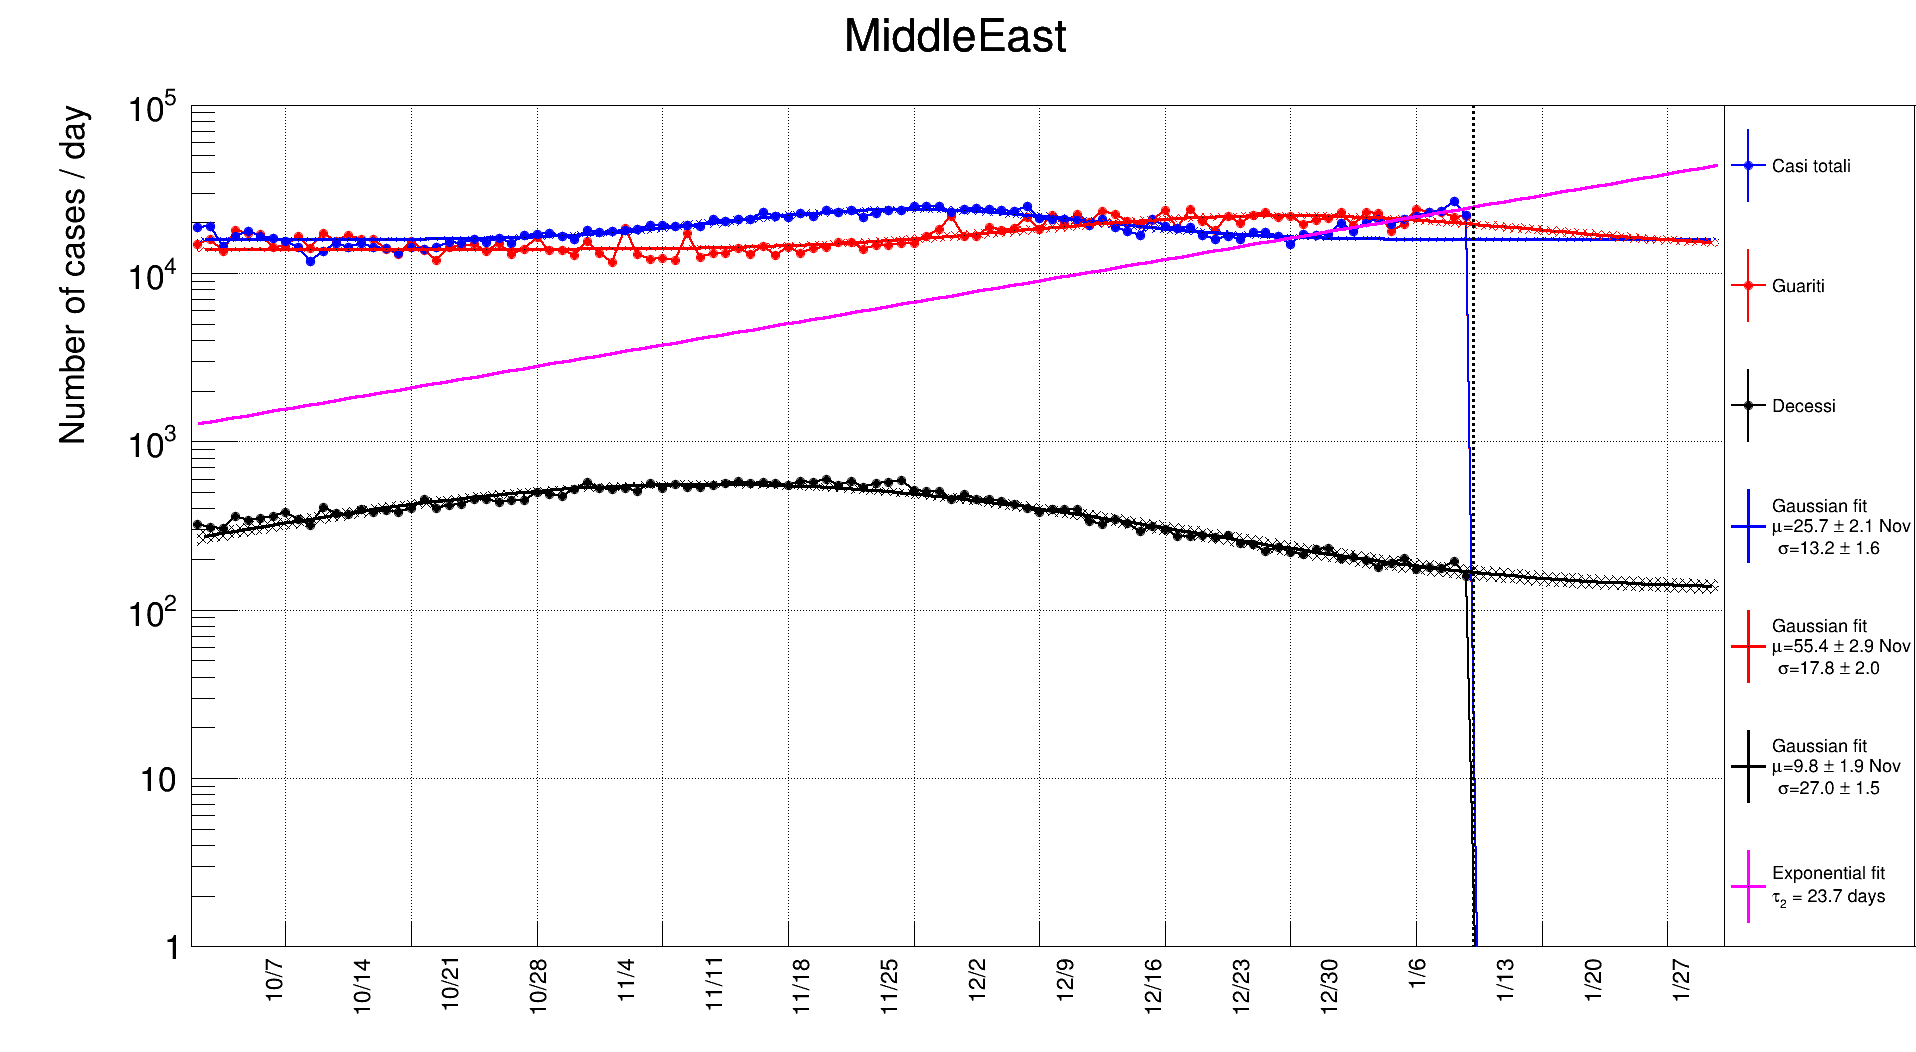 MiddleEast
Number of cases / day
10^5
10^4
10^3
10^2
10
1
10/7
10/14
10/21
10/28
11/4
11/11
11/18
11/25
12/2
12/9
12/16
12/23
12/30
1/6
1/13
1/20
1/27
Casi totali
Guariti
Decessi
Gaussian fit
μ=25.7 ± 2.1 Nov
σ=13.2 ± 1.6
Gaussian fit
μ=55.4 ± 2.9 Nov
σ=17.8 ± 2.0
Gaussian fit
μ=9.8 ± 1.9 Nov
σ=27.0 ± 1.5
Exponential fit
τ₂ = 23.7 days